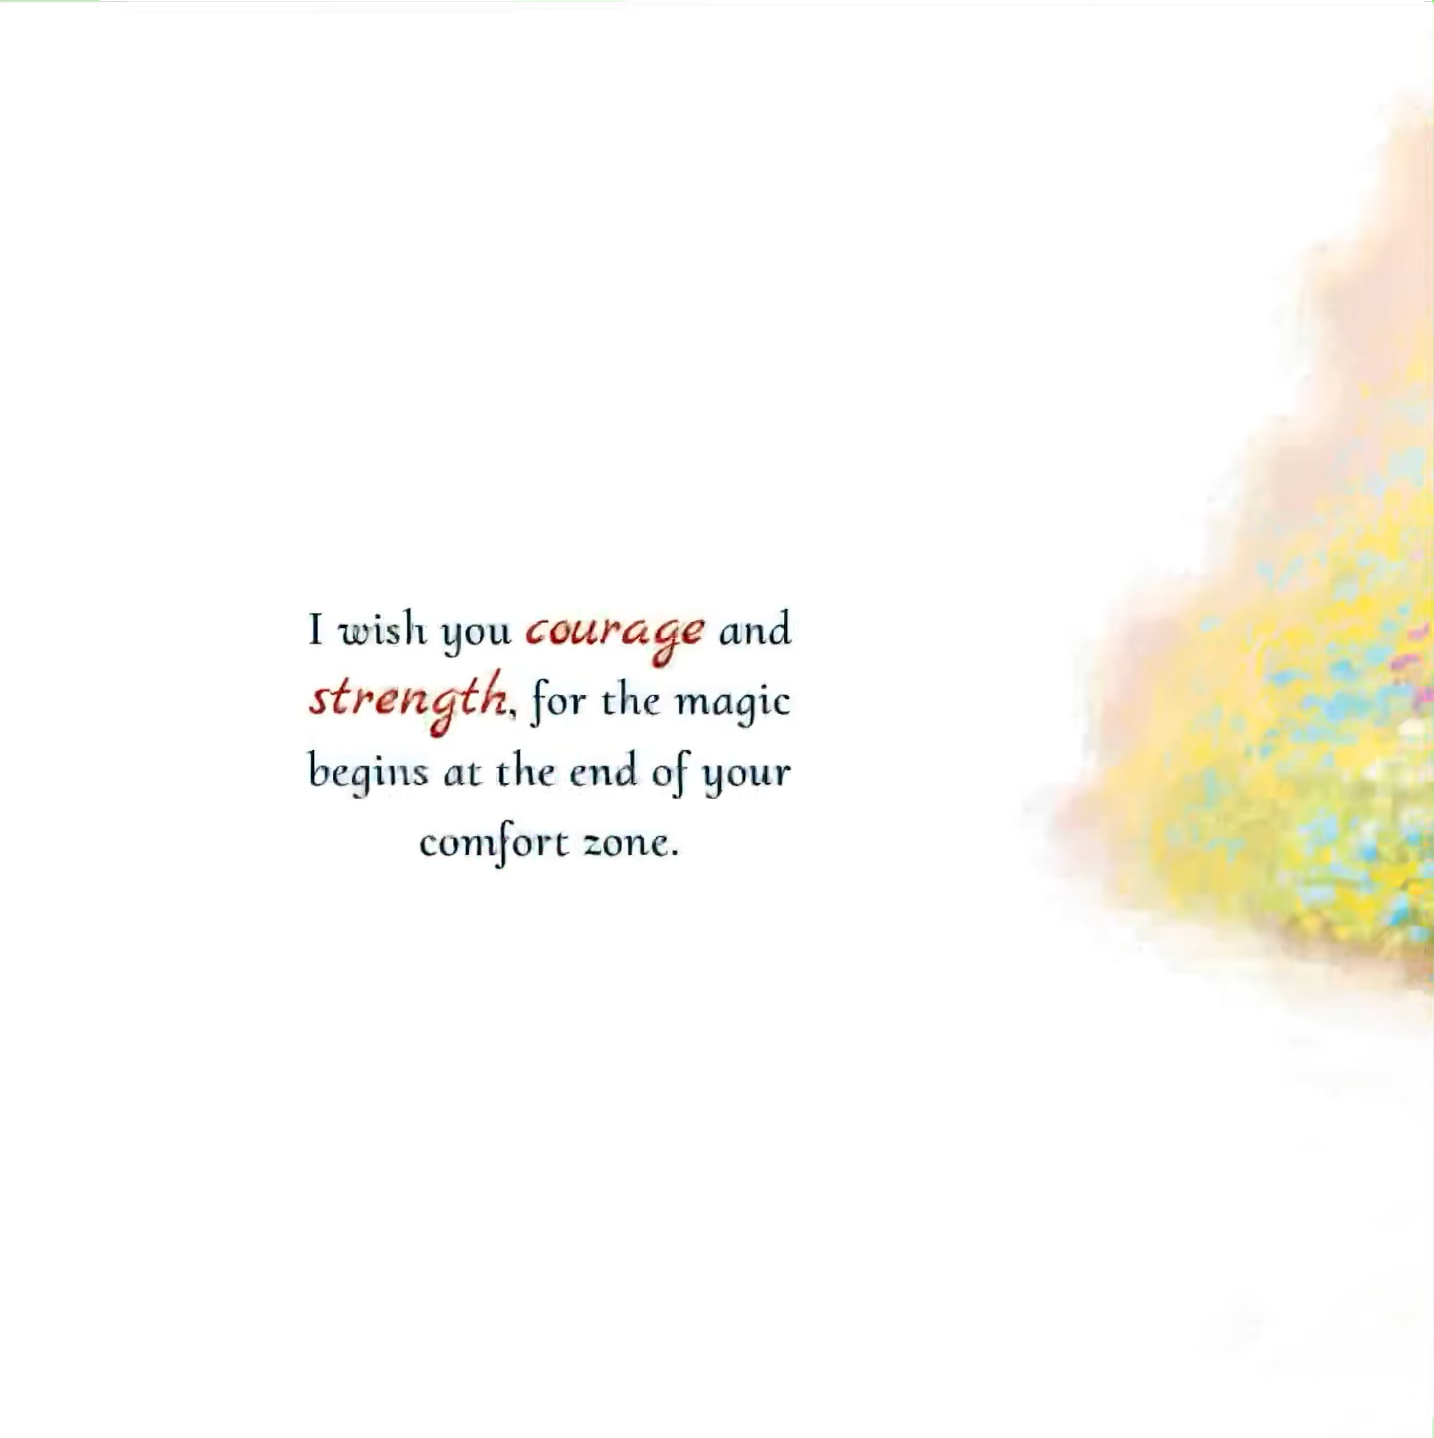 I wish you courage and
strength, for the magic
begins at the end of your
comfort zone.